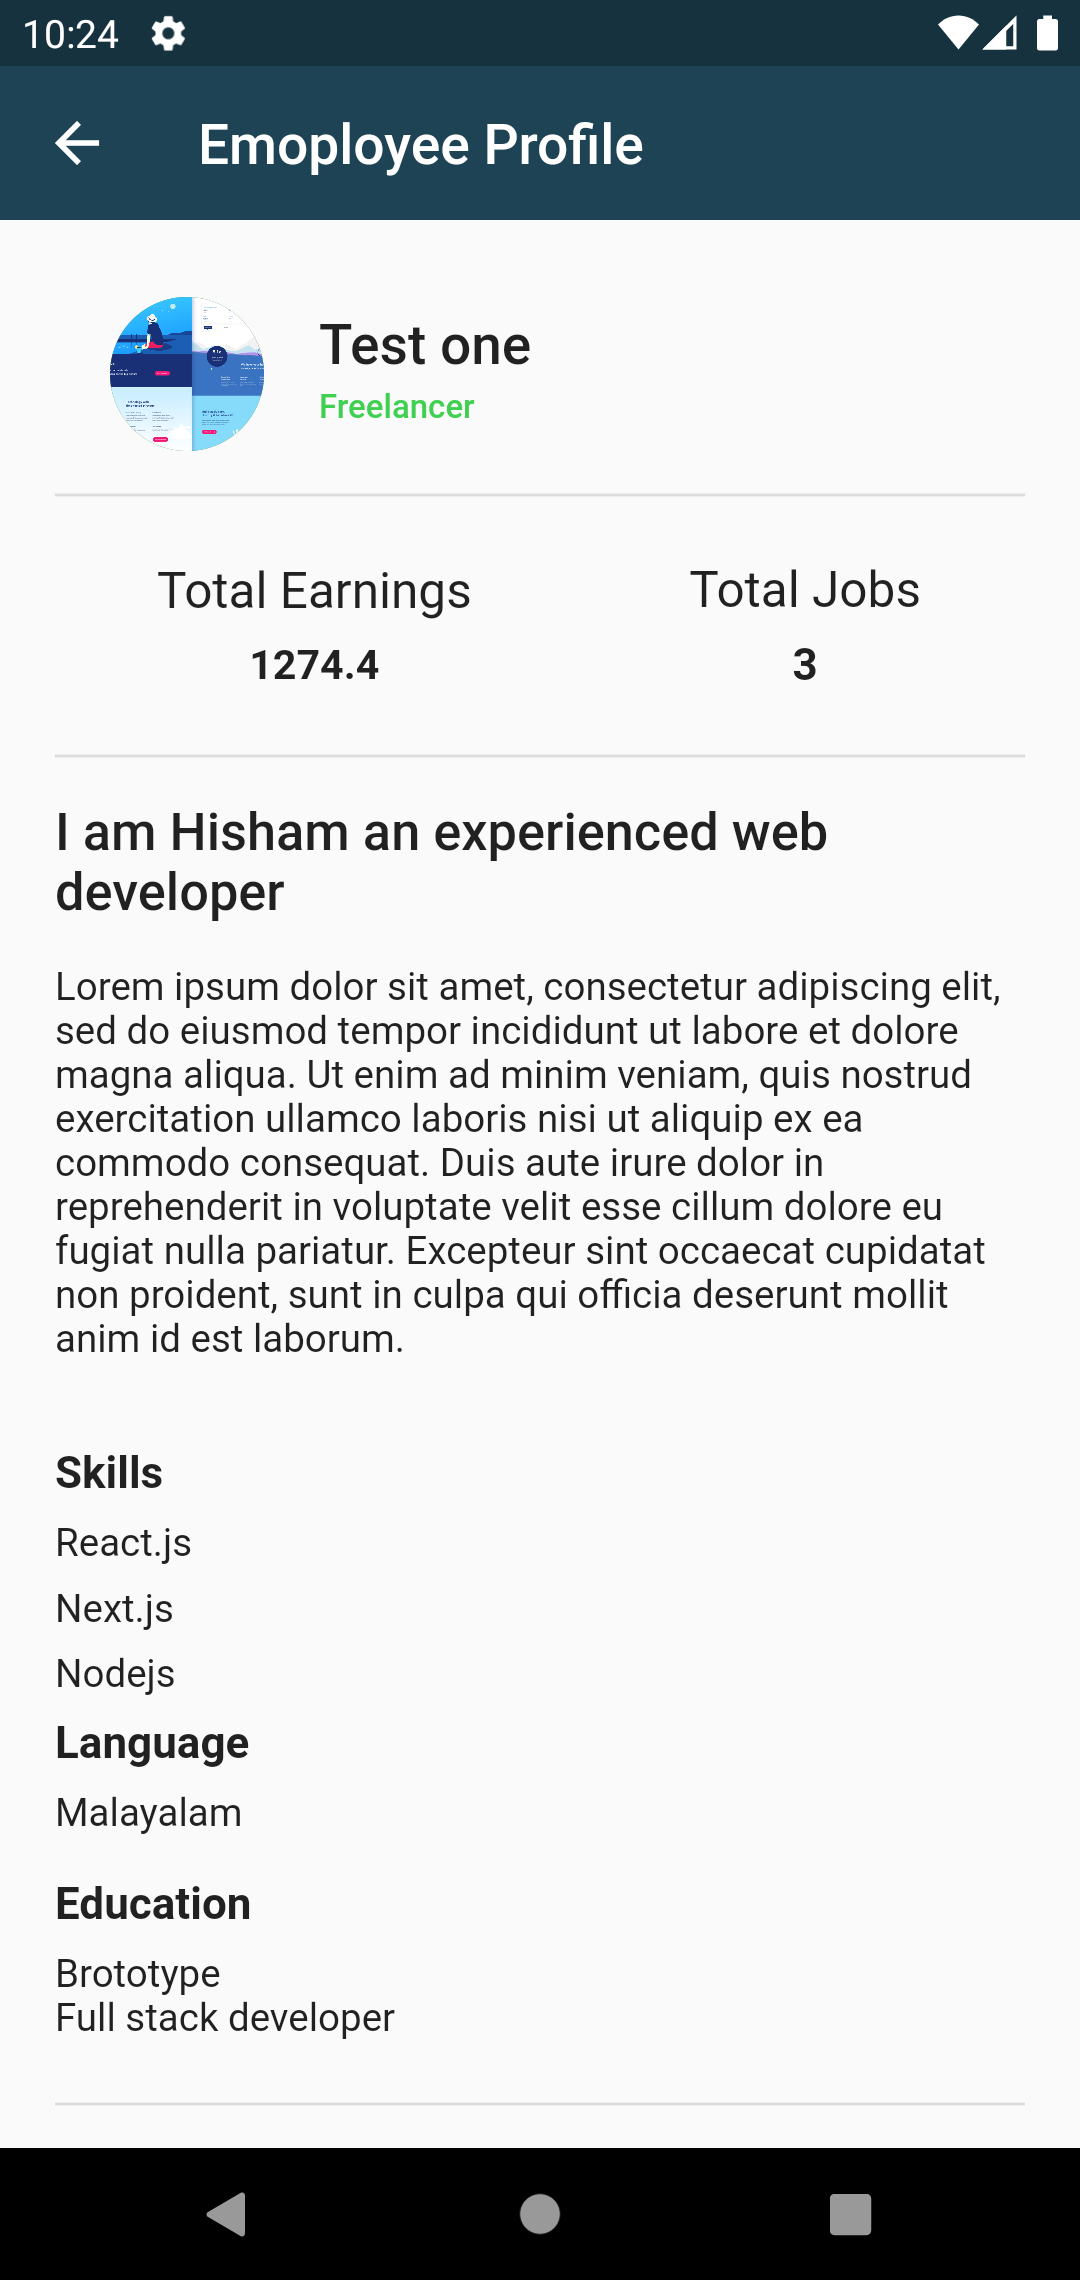 10:24
Emoployee Profile
Test one
Freelancer
Total Earnings
Total Jobs
1274.4
3
I am Hisham an experienced web
developer
Lorem ipsum dolor sit amet, consectetur adipiscing elit,
sed do eiusmod tempor incididunt ut labore et dolore
magna aliqua. Ut enim ad minim veniam, quis nostrud
exercitation ullamco laboris nisi ut aliquip ex ea
commodo consequat. Duis aute irure dolor in
reprehenderit in voluptate velit esse cillum dolore eu
fugiat nulla pariatur. Excepteur sint occaecat cupidatat
non proident, sunt in culpa qui officia deserunt mollit
anim id est laborum.
Skills
React.js
Next.js
Nodejs
Language
Malayalam
Education
Brototype
Full stack developer